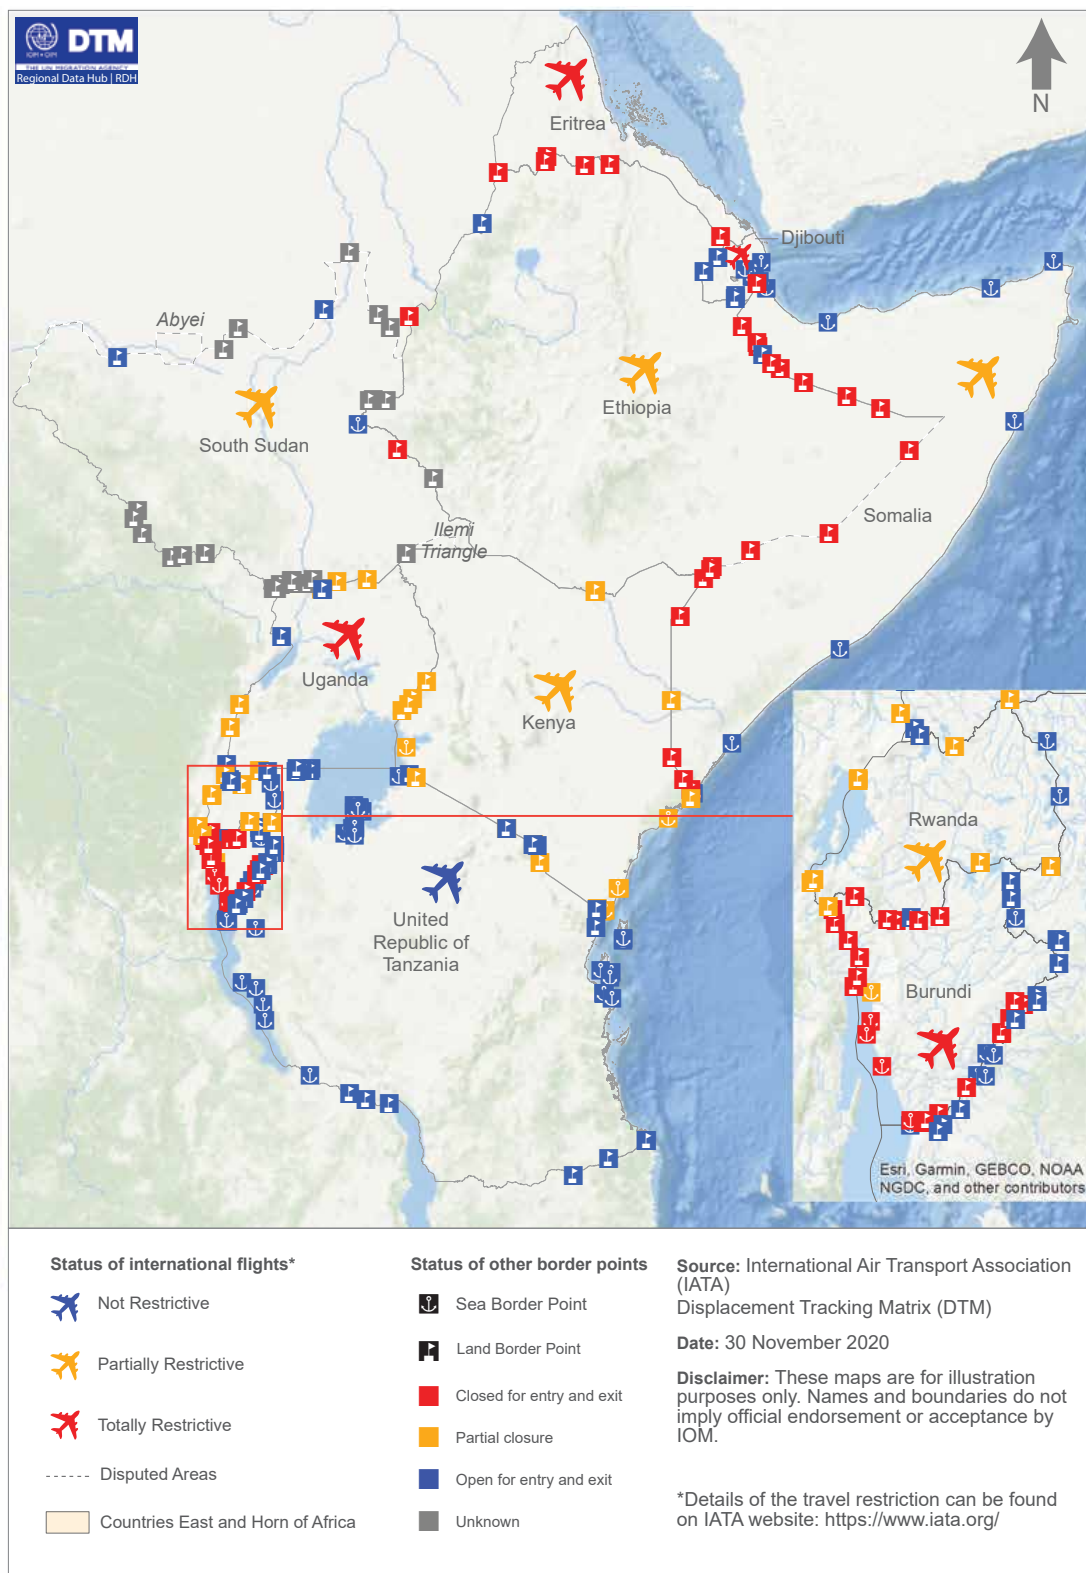 IOM • OIM
DTM
THE UN MIGRATION AGENCY
Regional Data Hub | RDH
N
Eritrea
Djibouti
Abyei
Ethiopia
South Sudan
Somalia
Ilemi
Triangle
Uganda
Kenya
Rwanda
United
Republic of
Tanzania
Burundi
Esri, Garmin, GEBCO, NOAA
NGDC, and other contributors
Status of international flights*
Not Restrictive
Partially Restrictive
Totally Restrictive
Disputed Areas
Countries East and Horn of Africa
Status of other border points
Sea Border Point
Land Border Point
Closed for entry and exit
Partial closure
Open for entry and exit
Unknown
Source: International Air Transport Association
(IATA)
Displacement Tracking Matrix (DTM)
Date: 30 November 2020
Disclaimer: These maps are for illustration
purposes only. Names and boundaries do not
imply official endorsement or acceptance by
IOM.
*Details of the travel restriction can be found
on IATA website: https://www.iata.org/